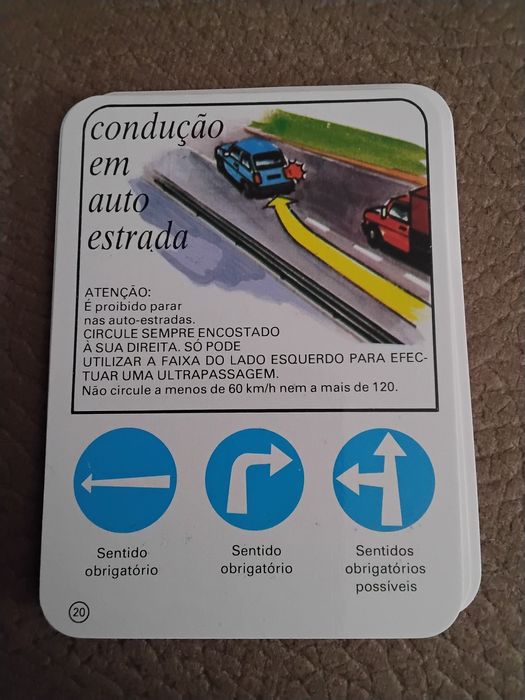 condução
em
auto
estrada
ATENÇÃO:
É proibido parar
nas auto-estradas.
CIRCULE SEMPRE ENCOSTADO
À SUA DIREITA. SÓ PODE
UTILIZAR A FAIXA DO LADO ESQUERDO PARA EFEC-
TUAR UMA ULTRAPASSAGEM.
Não circule a menos de 60 km/h nem a mais de 120.
Sentido
obrigatório
Sentido
obrigatório
Sentidos
obrigatórios
possíveis
20